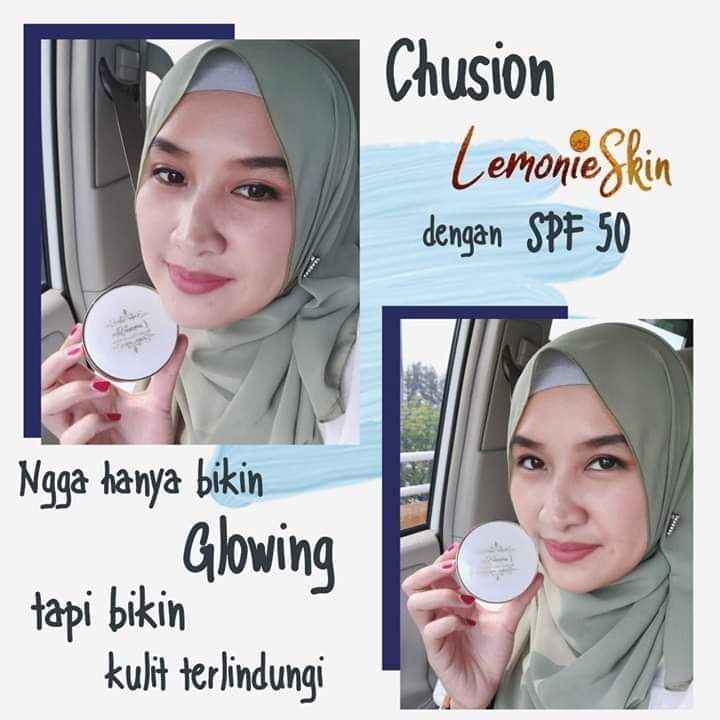 Chusion
LemonieSkin
dengan SPF 50
Ngga hanya bikin
Glowing
tapi bikin
kulit terlindungi